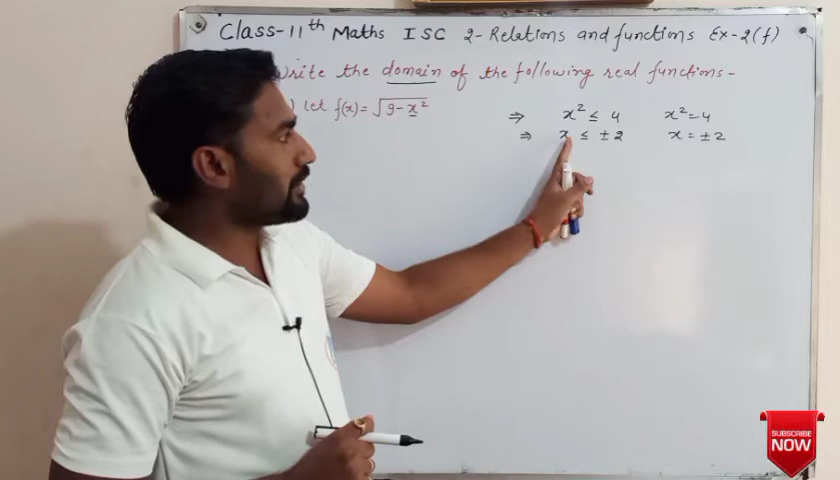 Class-11th Maths ISC 2-Relations and functions Ex-2(f)
Write the domain of the following real functions-
) let f(x)=√9-x²
⇒ x² ≤ 4 x²=4
⇒ x ≤ ±2 x = ±2
SUBSCRIBE
NOW